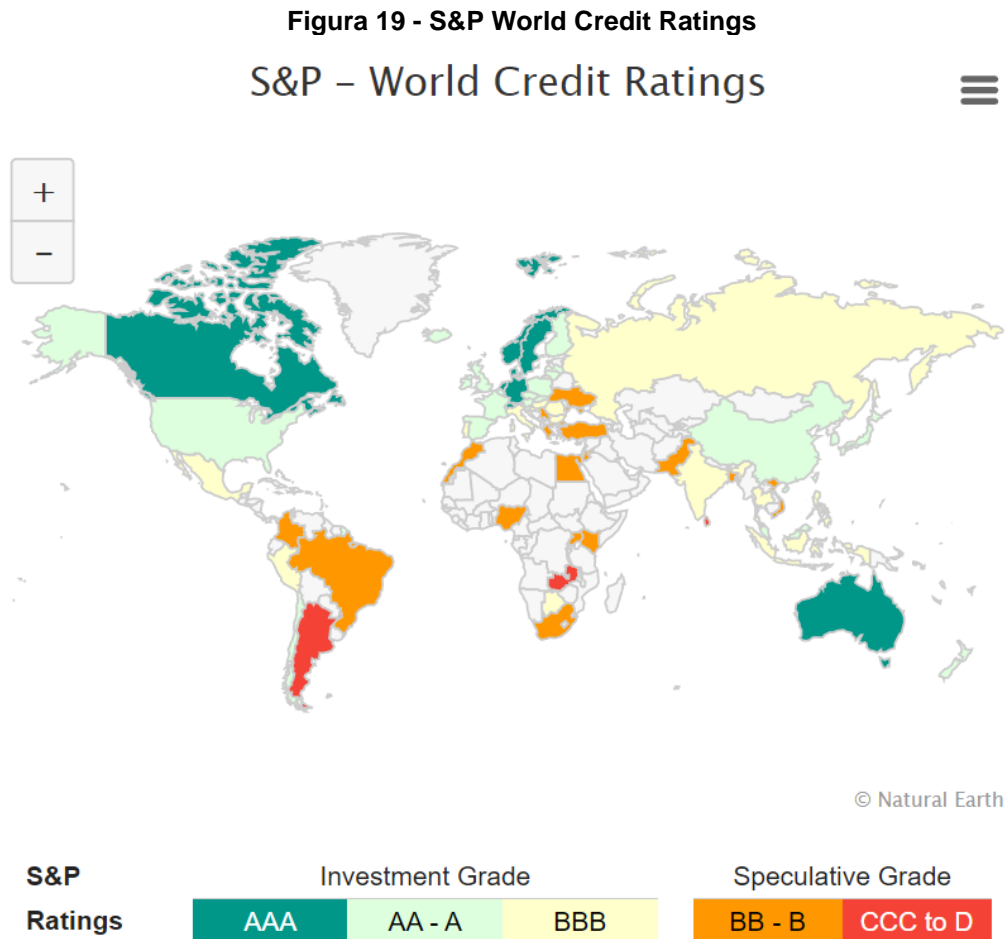 Figura 19 - S&P World Credit Ratings
S&P – World Credit Ratings
+
−
© Natural Earth
S&P Investment Grade Speculative Grade
Ratings AAA AA - A BBB BB - B CCC to D